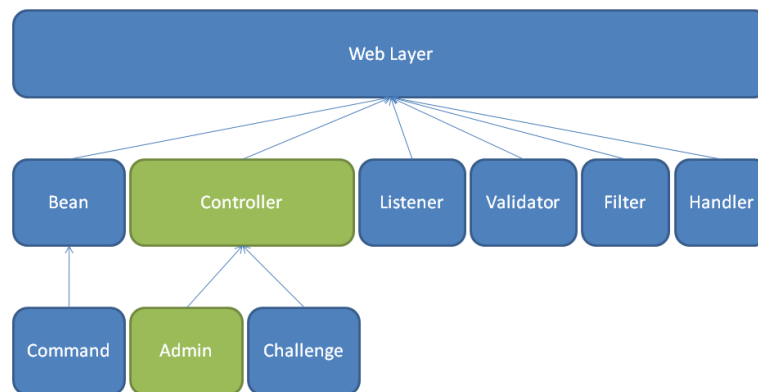 Web Layer
Bean
Controller
Listener
Validator
Filter
Handler
Command
Admin
Challenge